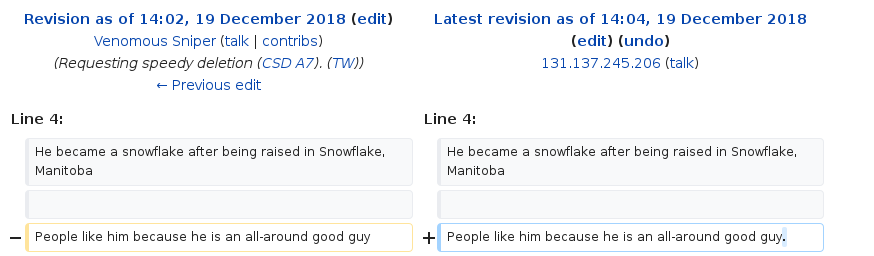 Revision as of 14:02, 19 December 2018 (edit)
Venomous Sniper (talk | contribs)
(Requesting speedy deletion (CSD A7). (TW))
← Previous edit
Latest revision as of 14:04, 19 December 2018
(edit) (undo)
131.137.245.206 (talk)
Line 4:
Line 4:
He became a snowflake after being raised in Snowflake,
Manitoba
He became a snowflake after being raised in Snowflake,
Manitoba
− People like him because he is an all-around good guy
+ People like him because he is an all-around good guy.